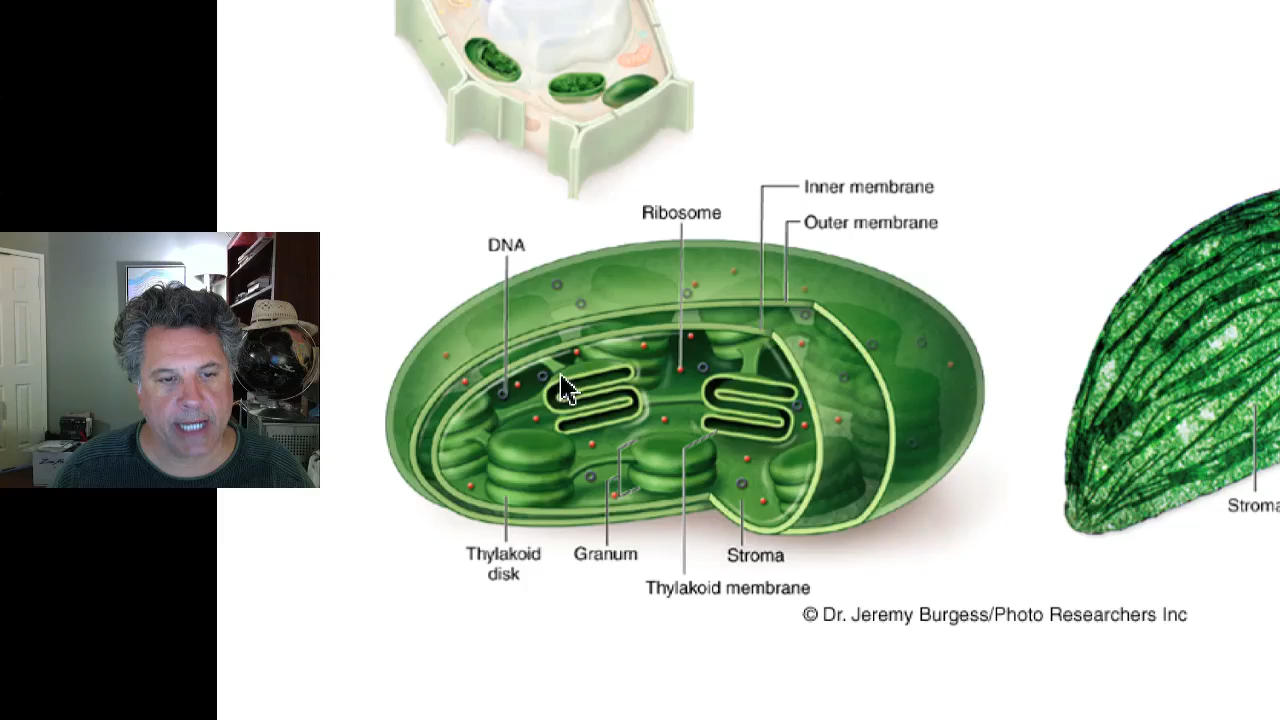 Inner membrane
Ribosome
Outer membrane
DNA
Stroma
Thylakoid
disk
Granum
Stroma
Thylakoid membrane
© Dr. Jeremy Burgess/Photo Researchers Inc